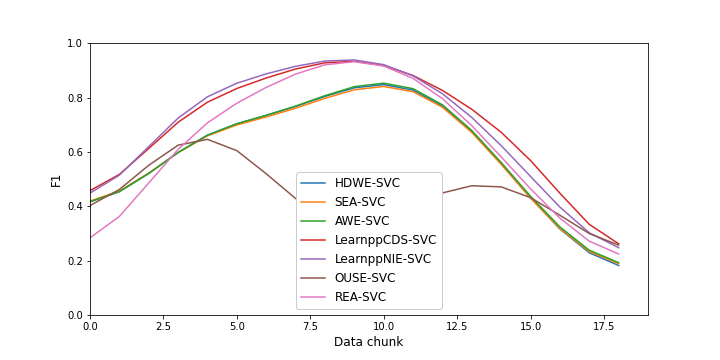 1.0
0.8
0.6
0.4
0.2
0.0
F1
HDWE-SVC
SEA-SVC
AWE-SVC
LearnppCDS-SVC
LearnppNIE-SVC
OUSE-SVC
REA-SVC
0.0 2.5 5.0 7.5 10.0 12.5 15.0 17.5
Data chunk